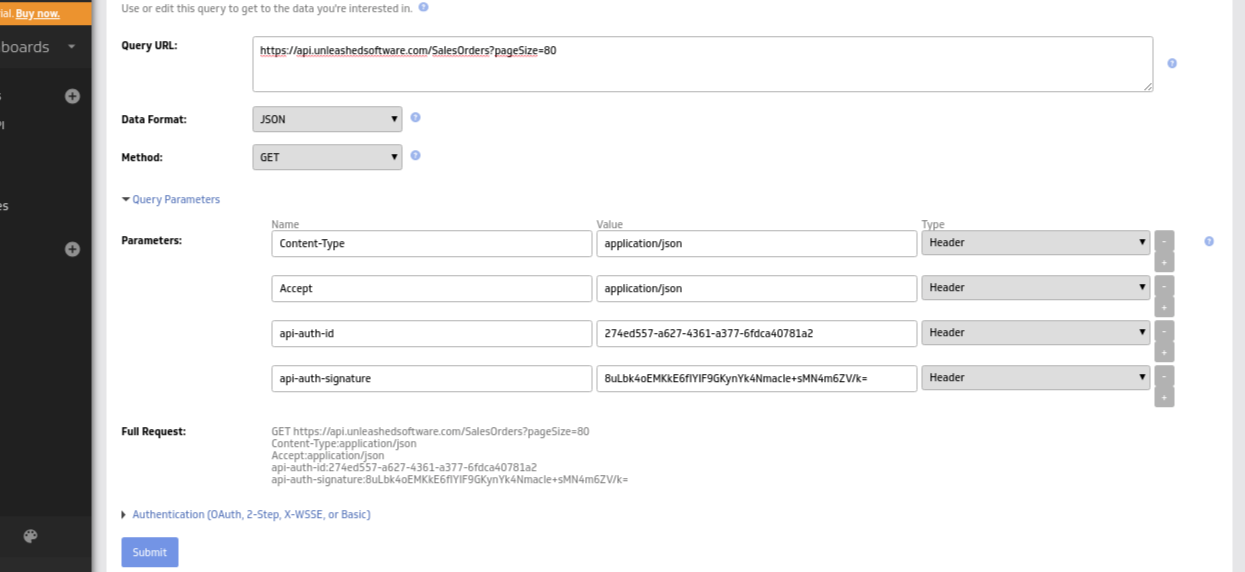 Use or edit this query to get to the data you're interested in. ?
ial. Buy now.
boards
Query URL:
https://api.unleashedsoftware.com/SalesOrders?pageSize=80
?
Data Format:
JSON
?
Method:
GET
?
Query Parameters
Name Value Type
Parameters:
Content-Type application/json Header - +
?
Accept application/json Header - +
api-auth-id 274ed557-a627-4361-a377-6fdca40781a2 Header - +
api-auth-signature 8uLbk4oEMKkE6flYIF9GKynYk4Nmacle+sMN4m6ZV/k= Header - +
Full Request:
GET https://api.unleashedsoftware.com/SalesOrders?pageSize=80
Content-Type:application/json
Accept:application/json
api-auth-id:274ed557-a627-4361-a377-6fdca40781a2
api-auth-signature:8uLbk4oEMKkE6flYIF9GKynYk4Nmacle+sMN4m6ZV/k=
Authentication (OAuth, 2-Step, X-WSSE, or Basic)
Submit